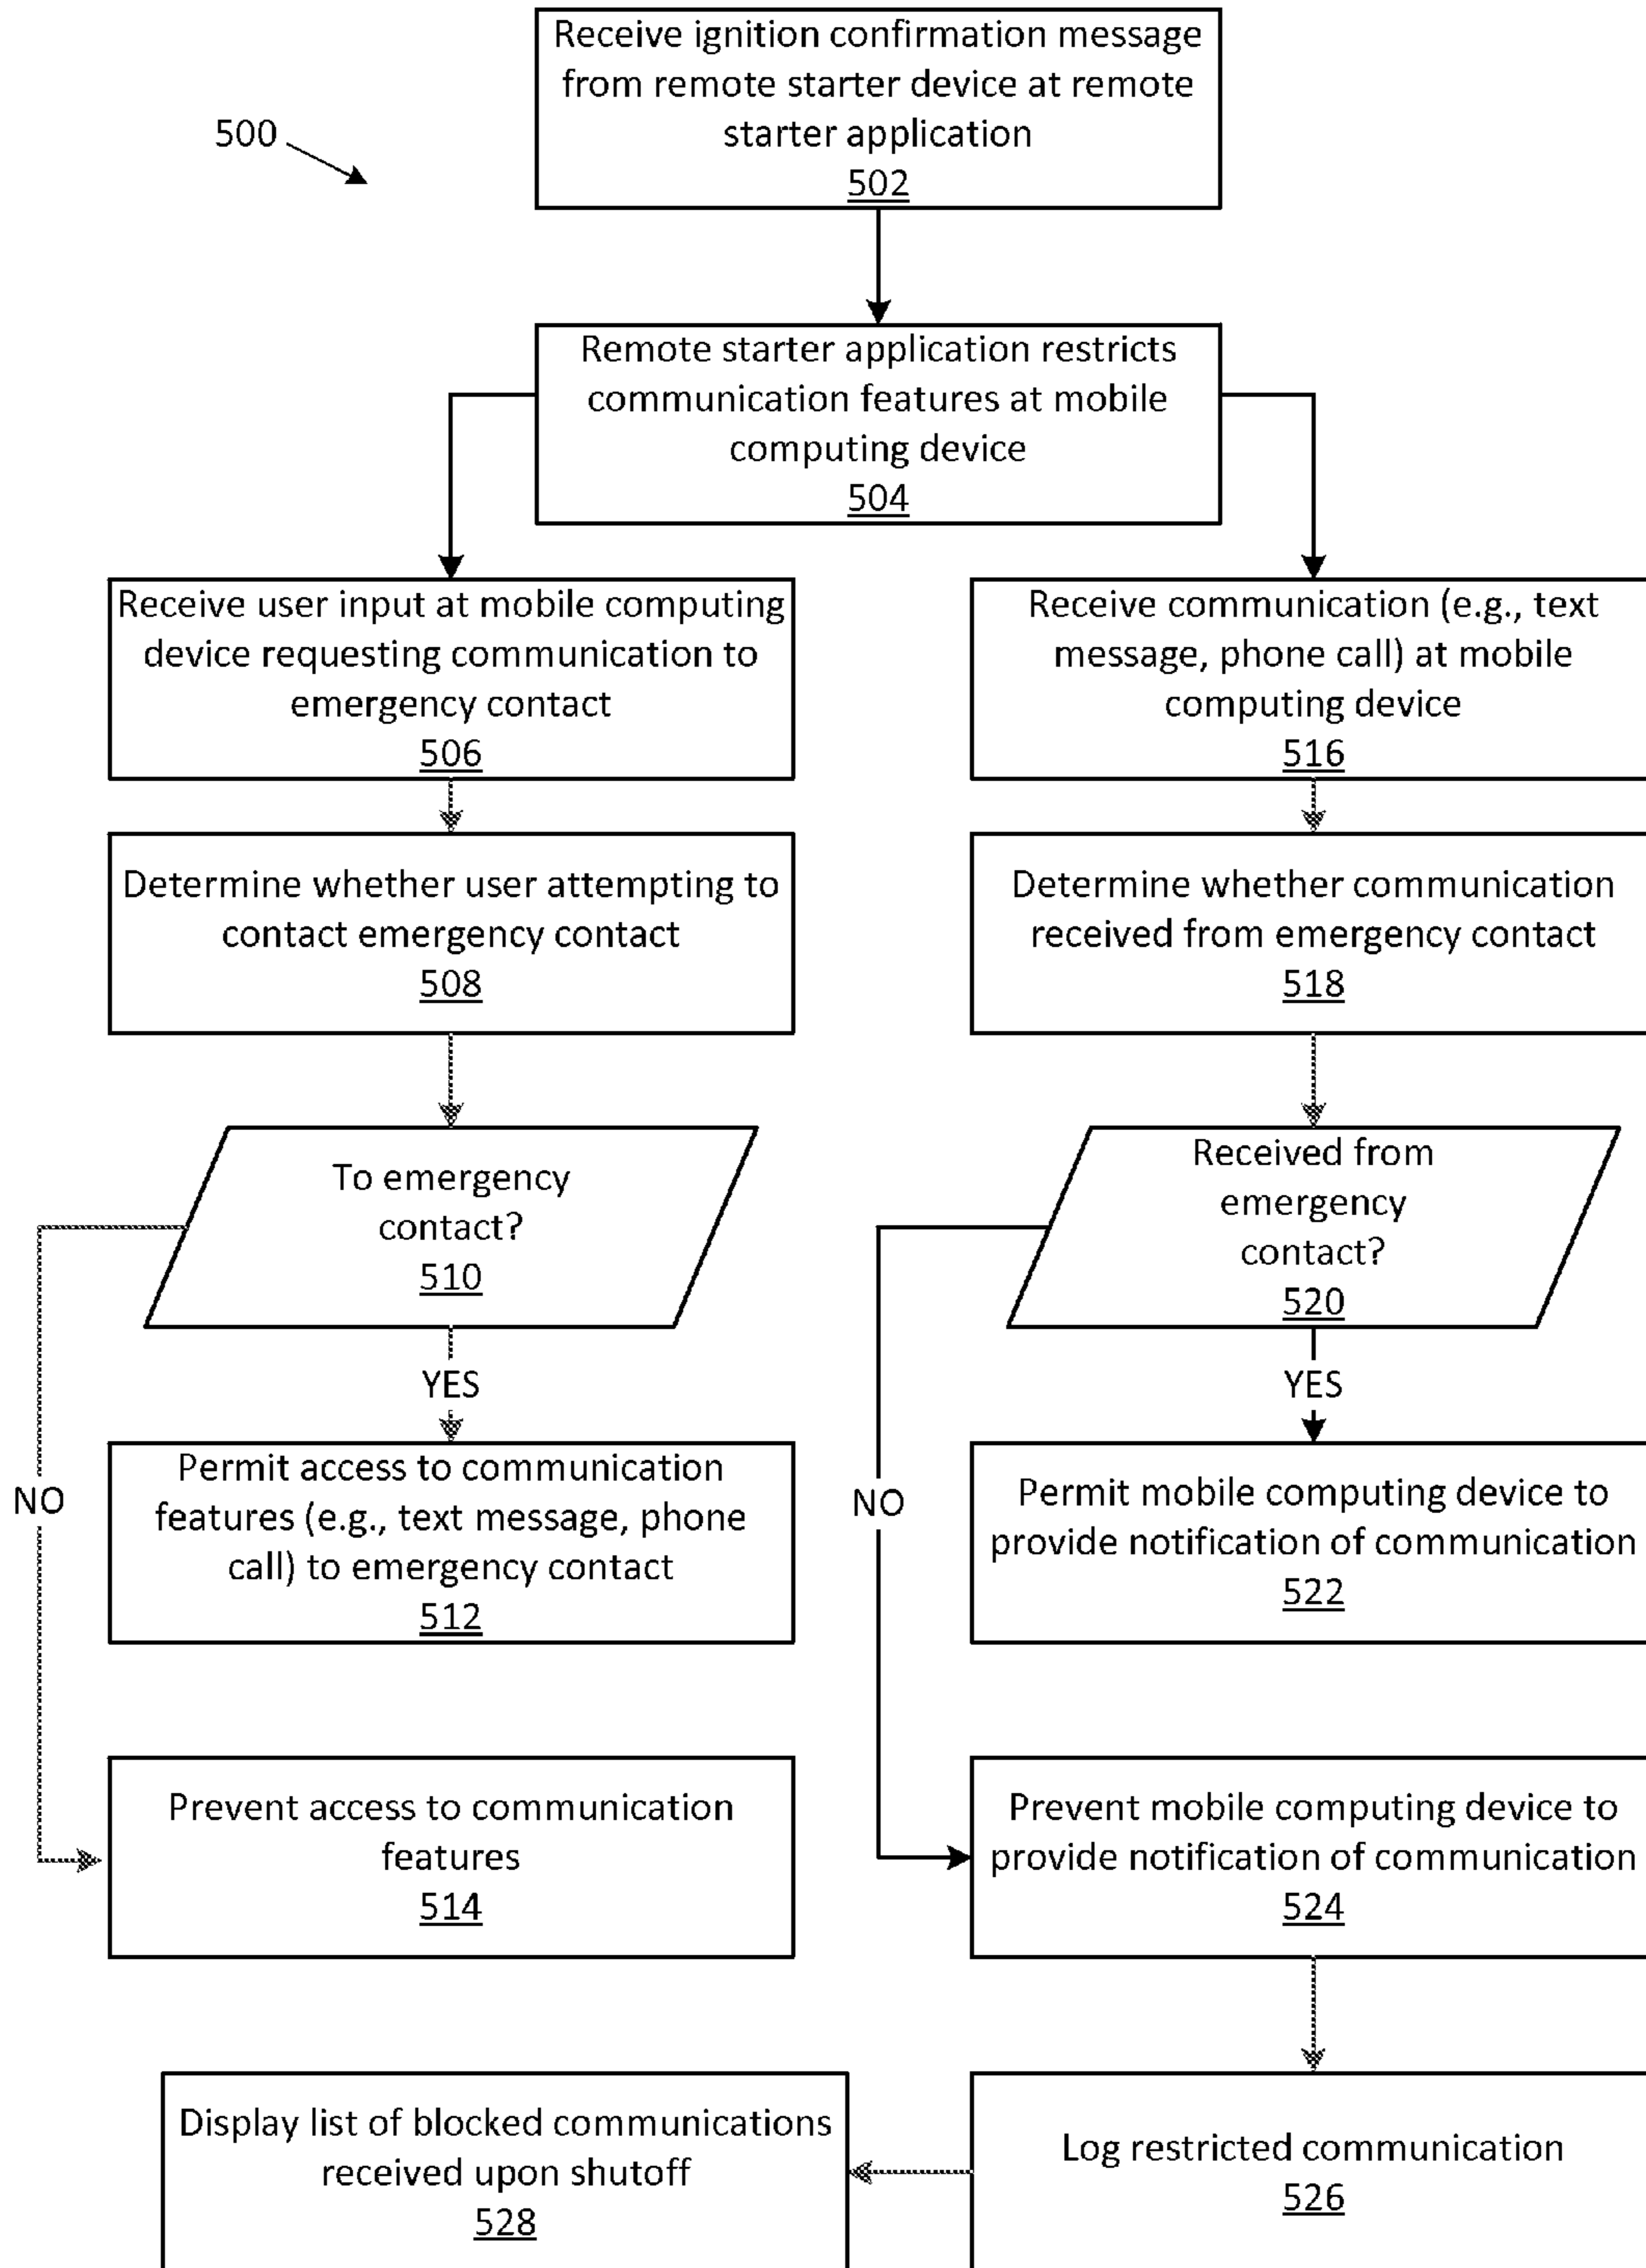 Receive ignition confirmation message
from remote starter device at remote
starter application
502
500
Remote starter application restricts
communication features at mobile
computing device
504
Receive user input at mobile computing
device requesting communication to
emergency contact
506
Determine whether user attempting to
contact emergency contact
508
To emergency
contact?
510
YES
NO
Permit access to communication
features (e.g., text message, phone
call) to emergency contact
512
Prevent access to communication
features
514
Receive communication (e.g., text
message, phone call) at mobile
computing device
516
Determine whether communication
received from emergency contact
518
Received from
emergency
contact?
520
YES
NO
Permit mobile computing device to
provide notification of communication
522
Prevent mobile computing device to
provide notification of communication
524
Log restricted communication
526
Display list of blocked communications
received upon shutoff
528